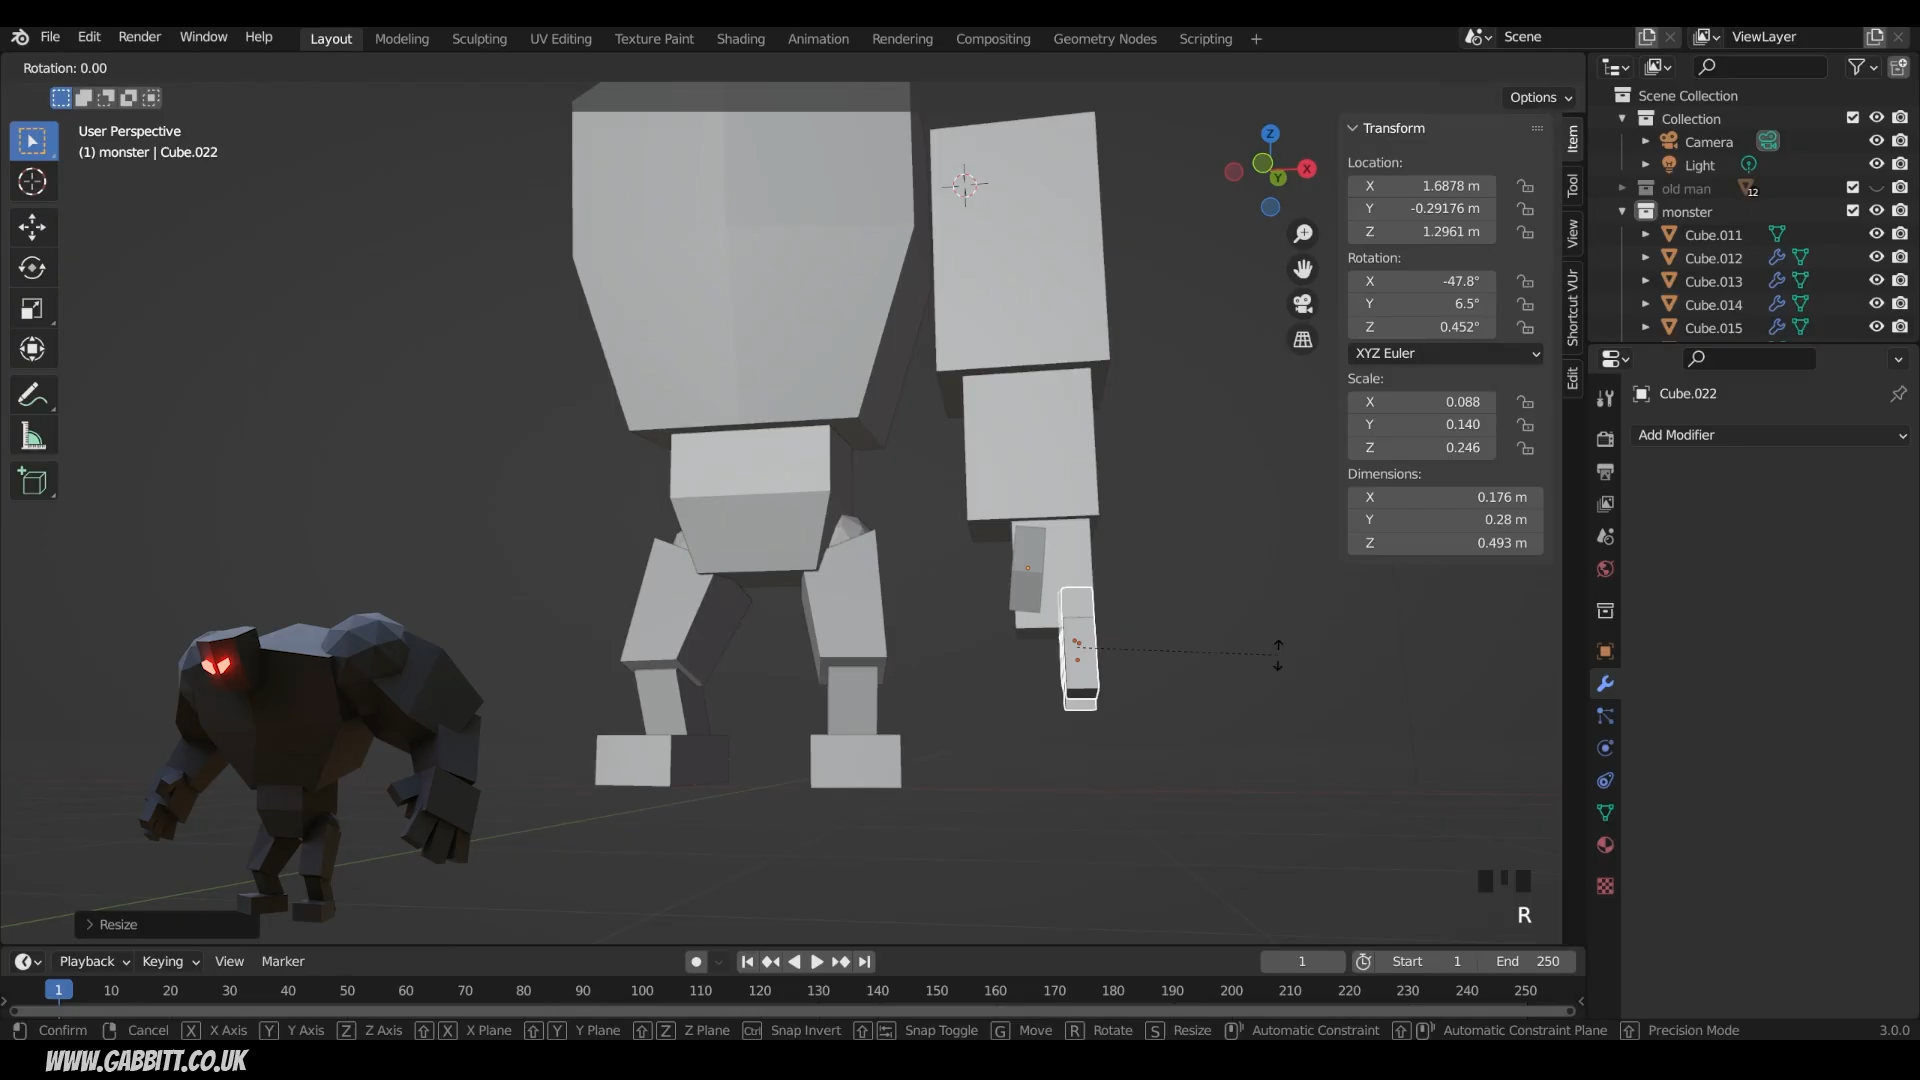 File Edit Render Window Help Layout Modeling Sculpting UV Editing Texture Paint Shading Animation Rendering Compositing Geometry Nodes Scripting + Scene ViewLayer
Rotation: 0.00
Options
User Perspective
(1) monster | Cube.022
Z
X
Y
Transform
Location:
X 1.6878 m
Y -0.29176 m
Z 1.2961 m
Rotation:
X -47.8°
Y 6.5°
Z 0.452°
XYZ Euler
Scale:
X 0.088
Y 0.140
Z 0.246
Dimensions:
X 0.176 m
Y 0.28 m
Z 0.493 m
Item
Tool
View
Shortcut VUr
Edit
Scene Collection
Collection
Camera
Light
old man 12
monster
Cube.011
Cube.012
Cube.013
Cube.014
Cube.015
Cube.022
Add Modifier
R
Resize
Playback Keying View Marker 1 Start 1 End 250
1 10 20 30 40 50 60 70 80 90 100 110 120 130 140 150 160 170 180 190 200 210 220 230 240 250
Confirm Cancel X X Axis Y Y Axis Z Z Axis X X Plane Y Y Plane Z Z Plane Ctrl Snap Invert Snap Toggle G Move R Rotate S Resize Automatic Constraint Automatic Constraint Plane Precision Mode 3.0.0
WWW.GABBITT.CO.UK